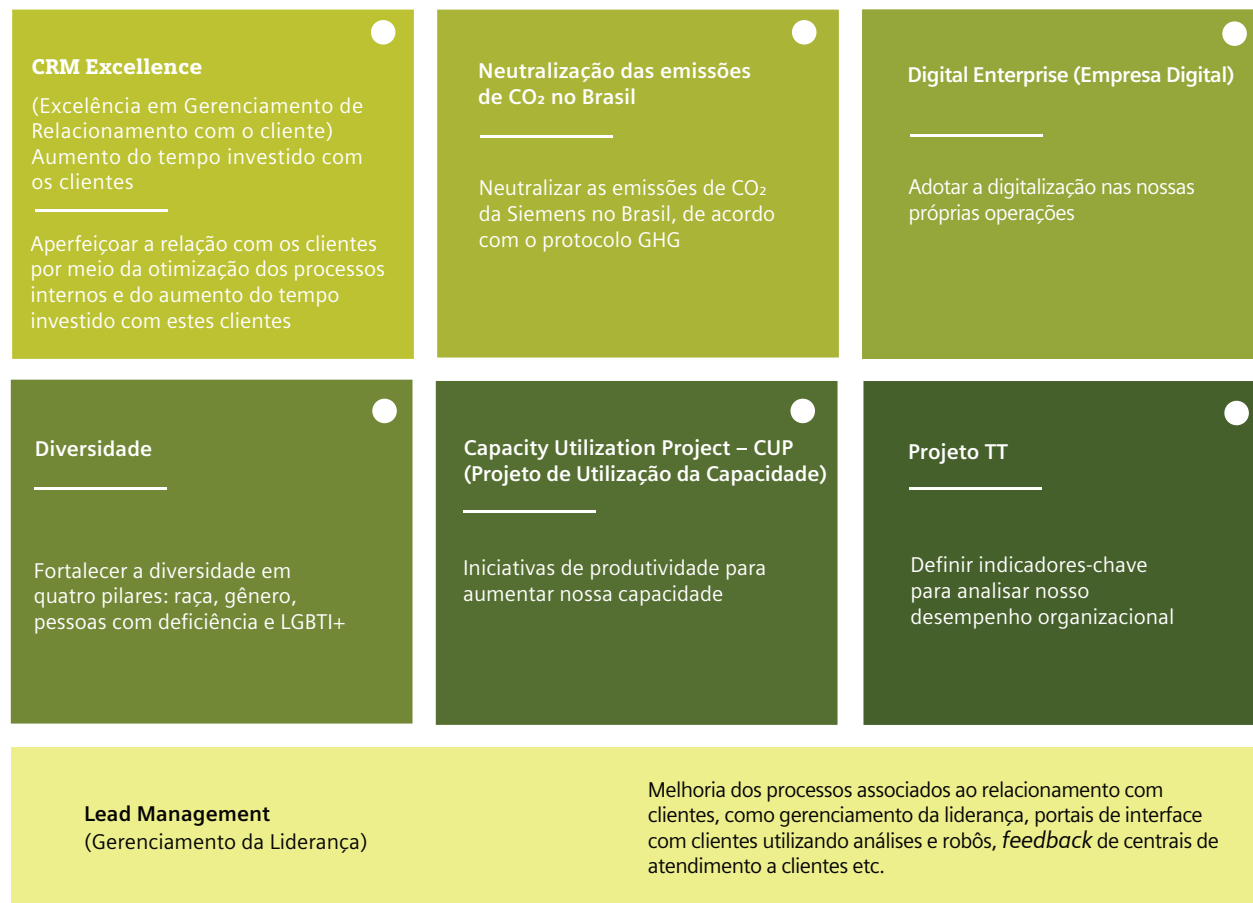 CRM Excellence
(Excelência em Gerenciamento de
Relacionamento com o cliente)
Aumento do tempo investido com
os clientes
Aperfeiçoar a relação com os clientes
por meio da otimização dos processos
internos e do aumento do tempo
investido com estes clientes
Neutralização das emissões
de CO₂ no Brasil
Neutralizar as emissões de CO₂
da Siemens no Brasil, de acordo
com o protocolo GHG
Digital Enterprise (Empresa Digital)
Adotar a digitalização nas nossas
próprias operações
Diversidade
Fortalecer a diversidade em
quatro pilares: raça, gênero,
pessoas com deficiência e LGBTI+
Capacity Utilization Project – CUP
(Projeto de Utilização da Capacidade)
Iniciativas de produtividade para
aumentar nossa capacidade
Projeto TT
Definir indicadores-chave
para analisar nosso
desempenho organizacional
Lead Management
(Gerenciamento da Liderança)
Melhoria dos processos associados ao relacionamento com
clientes, como gerenciamento da liderança, portais de interface
com clientes utilizando análises e robôs, feedback de centrais de
atendimento a clientes etc.